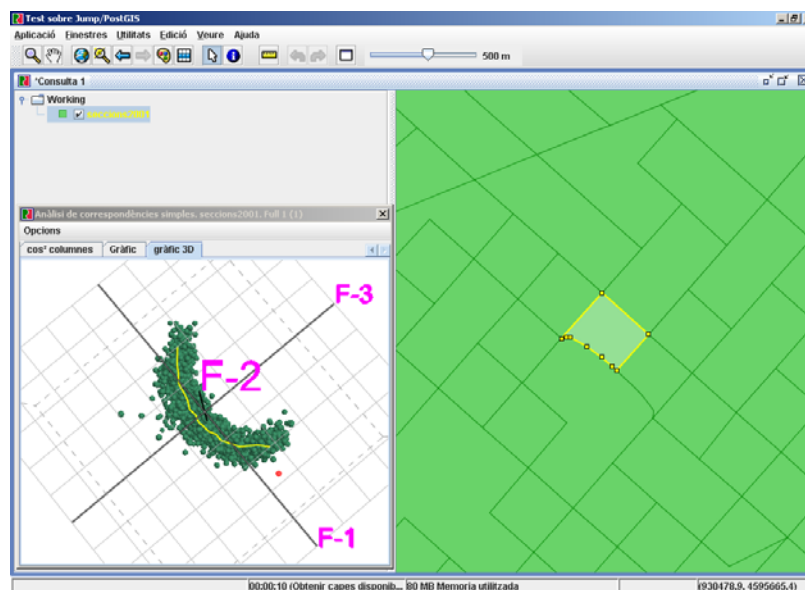 Test sobre Jump/PostGIS
Aplicació Finestres Utilitats Edició Veure Ajuda
500 m
*Consulta 1
Working
seccions2001
Anàlisi de correspondències simples. seccions2001. Full 1 (1)
Opcions
cos² columnes Gràfic gràfic 3D
F-3
F-2
F-1
00:00:10 (Obtenir capes disponib... 80 MB Memoria utilitzada (930478.9, 4595665.4)